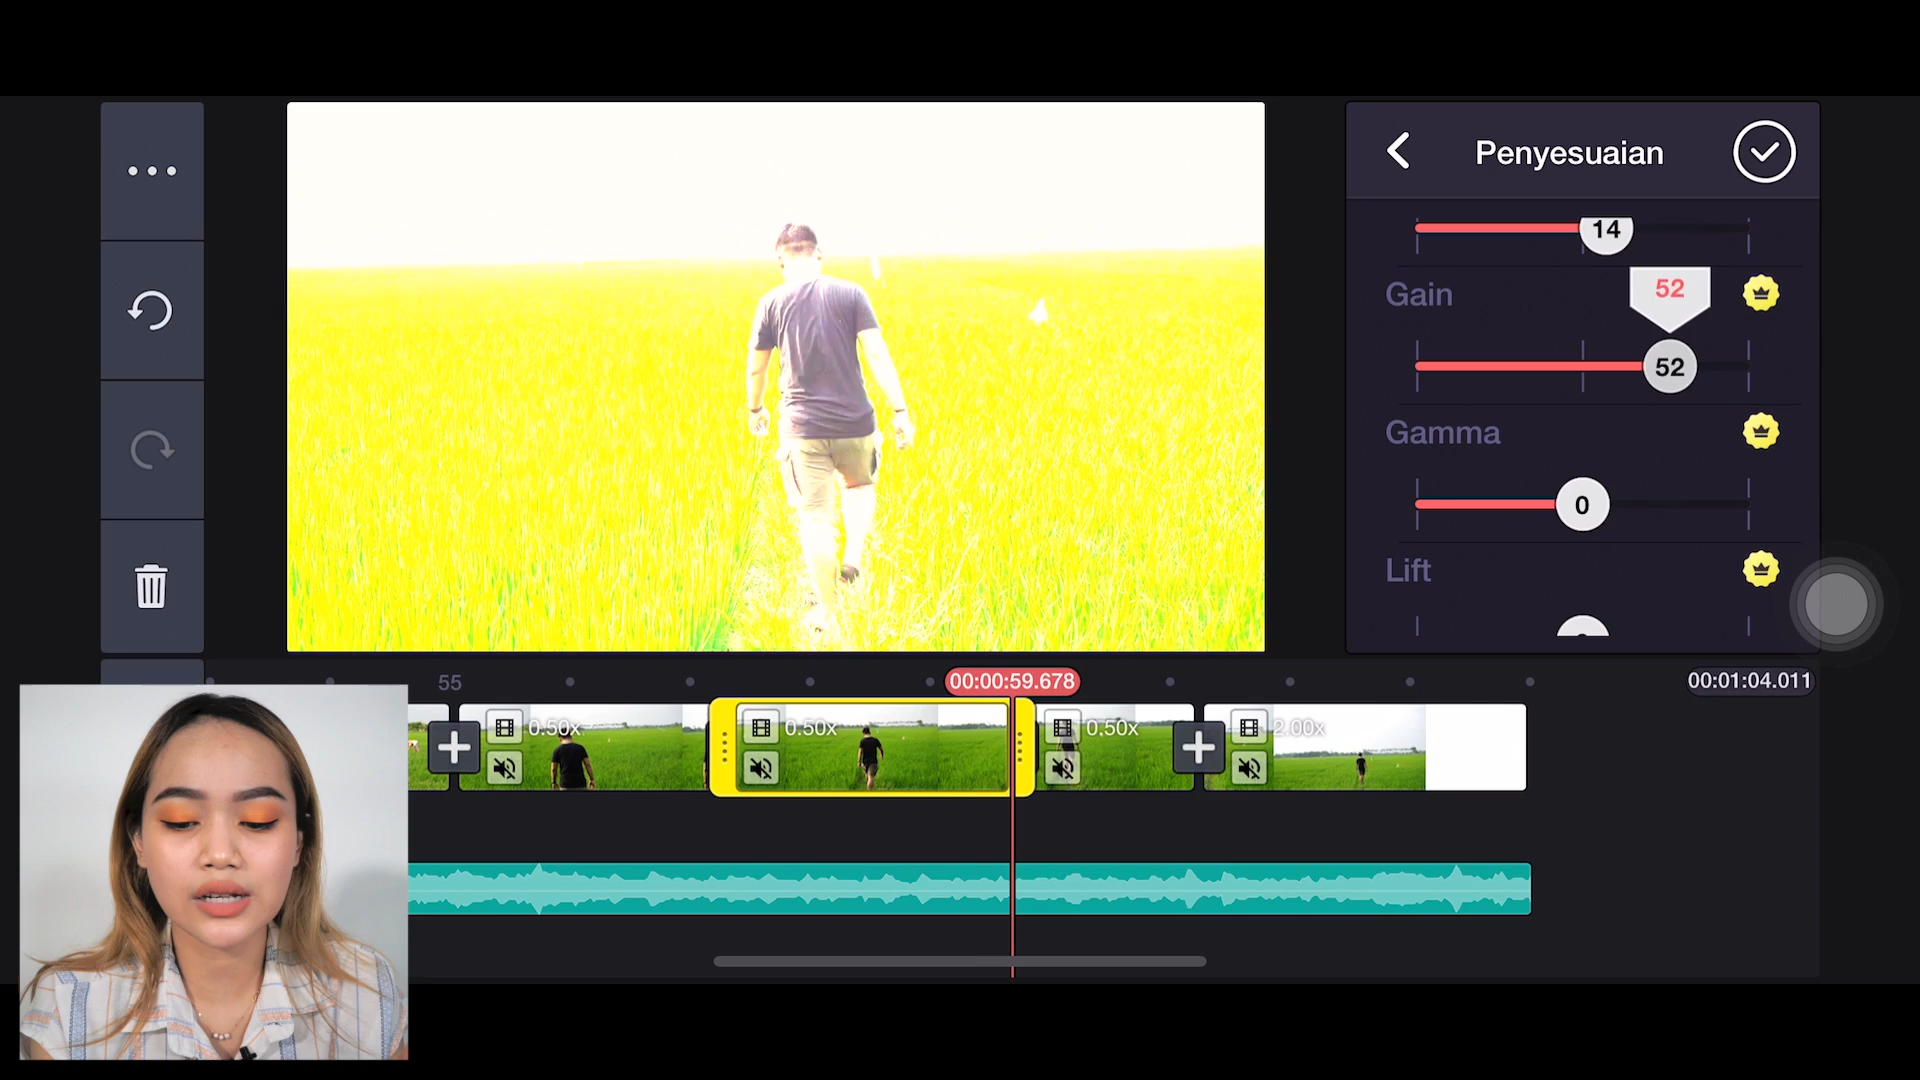 Penyesuaian
14
Gain
52
52
Gamma
0
Lift
55
00:00:59.678
00:01:04.011
0.50x
0.50x
0.50x
2.00x